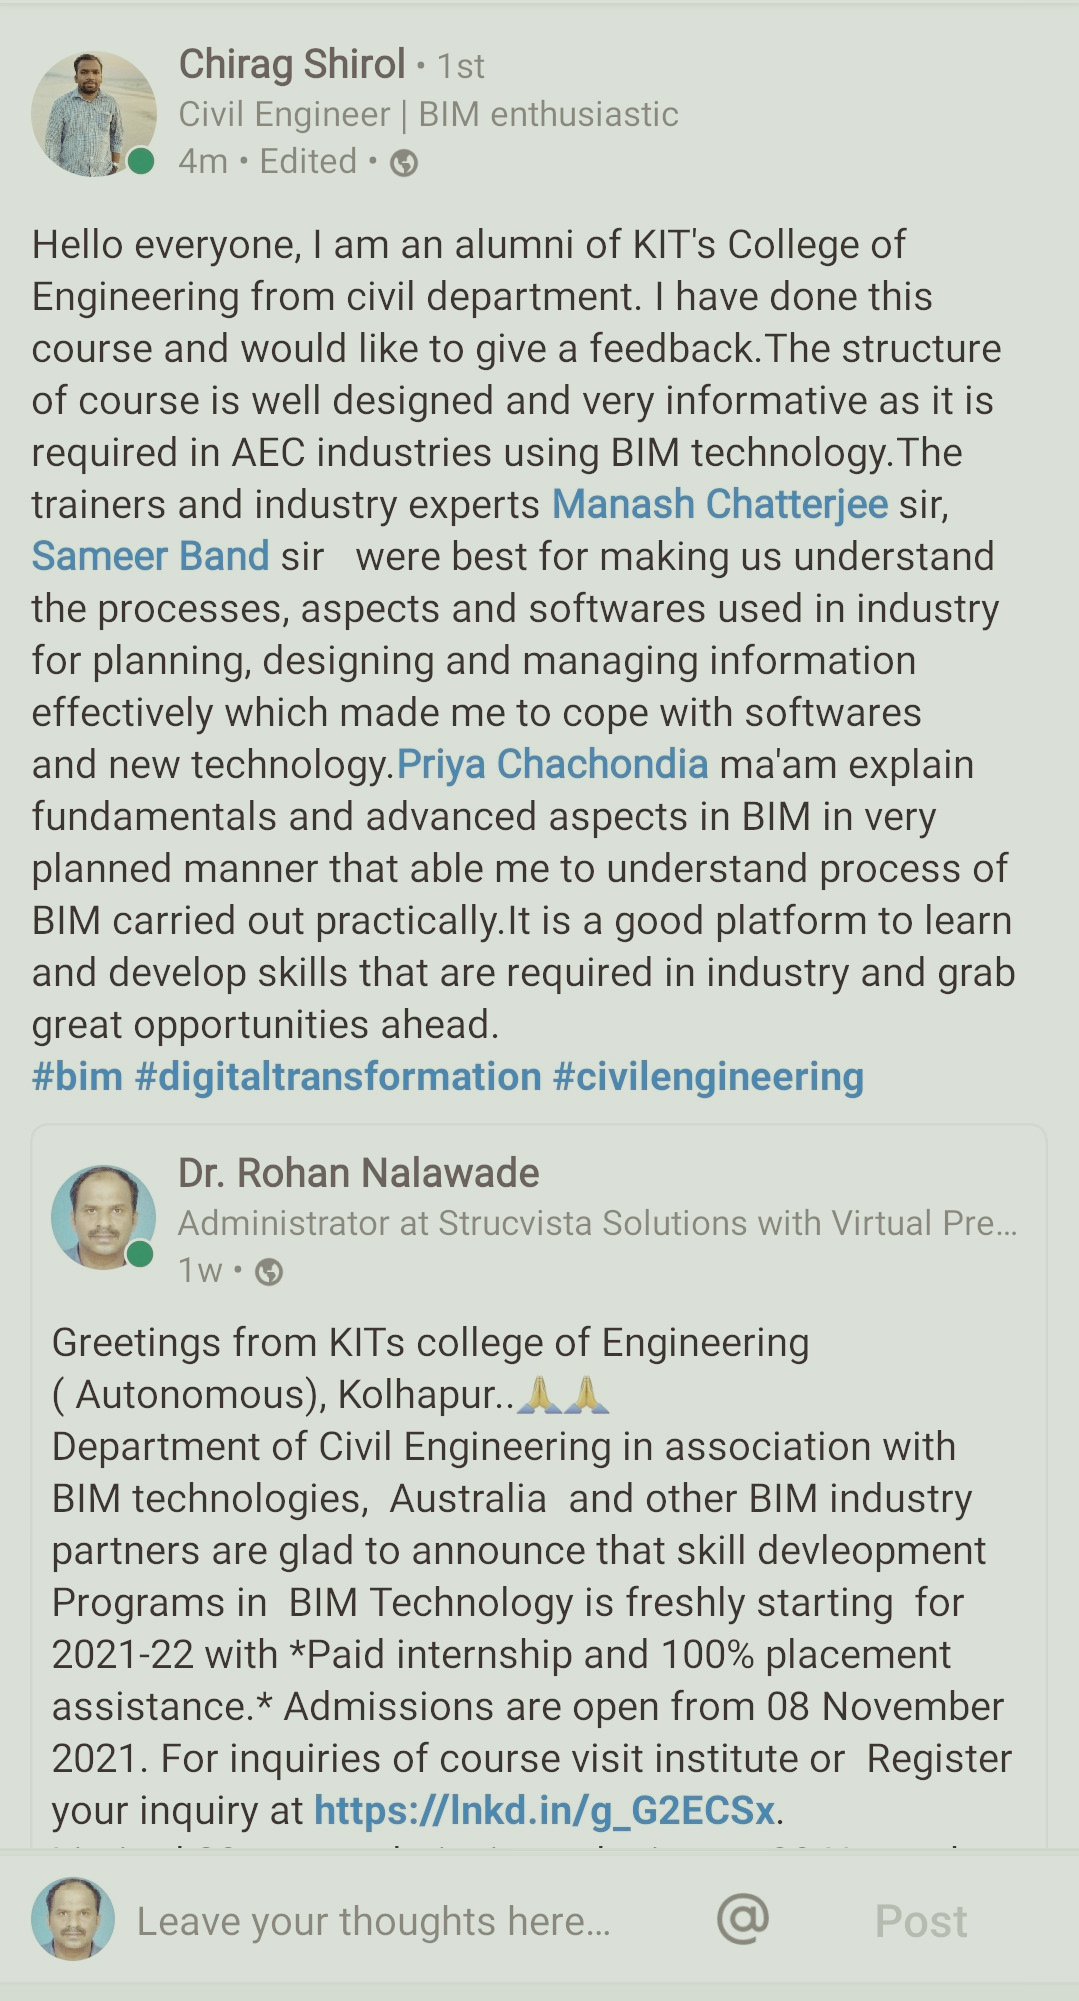 Chirag Shirol • 1st
Civil Engineer | BIM enthusiastic
4m • Edited •
Hello everyone, I am an alumni of KIT's College of
Engineering from civil department. I have done this
course and would like to give a feedback.The structure
of course is well designed and very informative as it is
required in AEC industries using BIM technology.The
trainers and industry experts Manash Chatterjee sir,
Sameer Band sir were best for making us understand
the processes, aspects and softwares used in industry
for planning, designing and managing information
effectively which made me to cope with softwares
and new technology.Priya Chachondia ma'am explain
fundamentals and advanced aspects in BIM in very
planned manner that able me to understand process of
BIM carried out practically.It is a good platform to learn
and develop skills that are required in industry and grab
great opportunities ahead.
#bim #digitaltransformation #civilengineering
Dr. Rohan Nalawade
Administrator at Strucvista Solutions with Virtual Pre...
1w •
Greetings from KITs college of Engineering
( Autonomous), Kolhapur..🙏🙏
Department of Civil Engineering in association with
BIM technologies, Australia and other BIM industry
partners are glad to announce that skill devleopment
Programs in BIM Technology is freshly starting for
2021-22 with *Paid internship and 100% placement
assistance.* Admissions are open from 08 November
2021. For inquiries of course visit institute or Register
your inquiry at https://lnkd.in/g_G2ECSx.
Leave your thoughts here...
@
Post